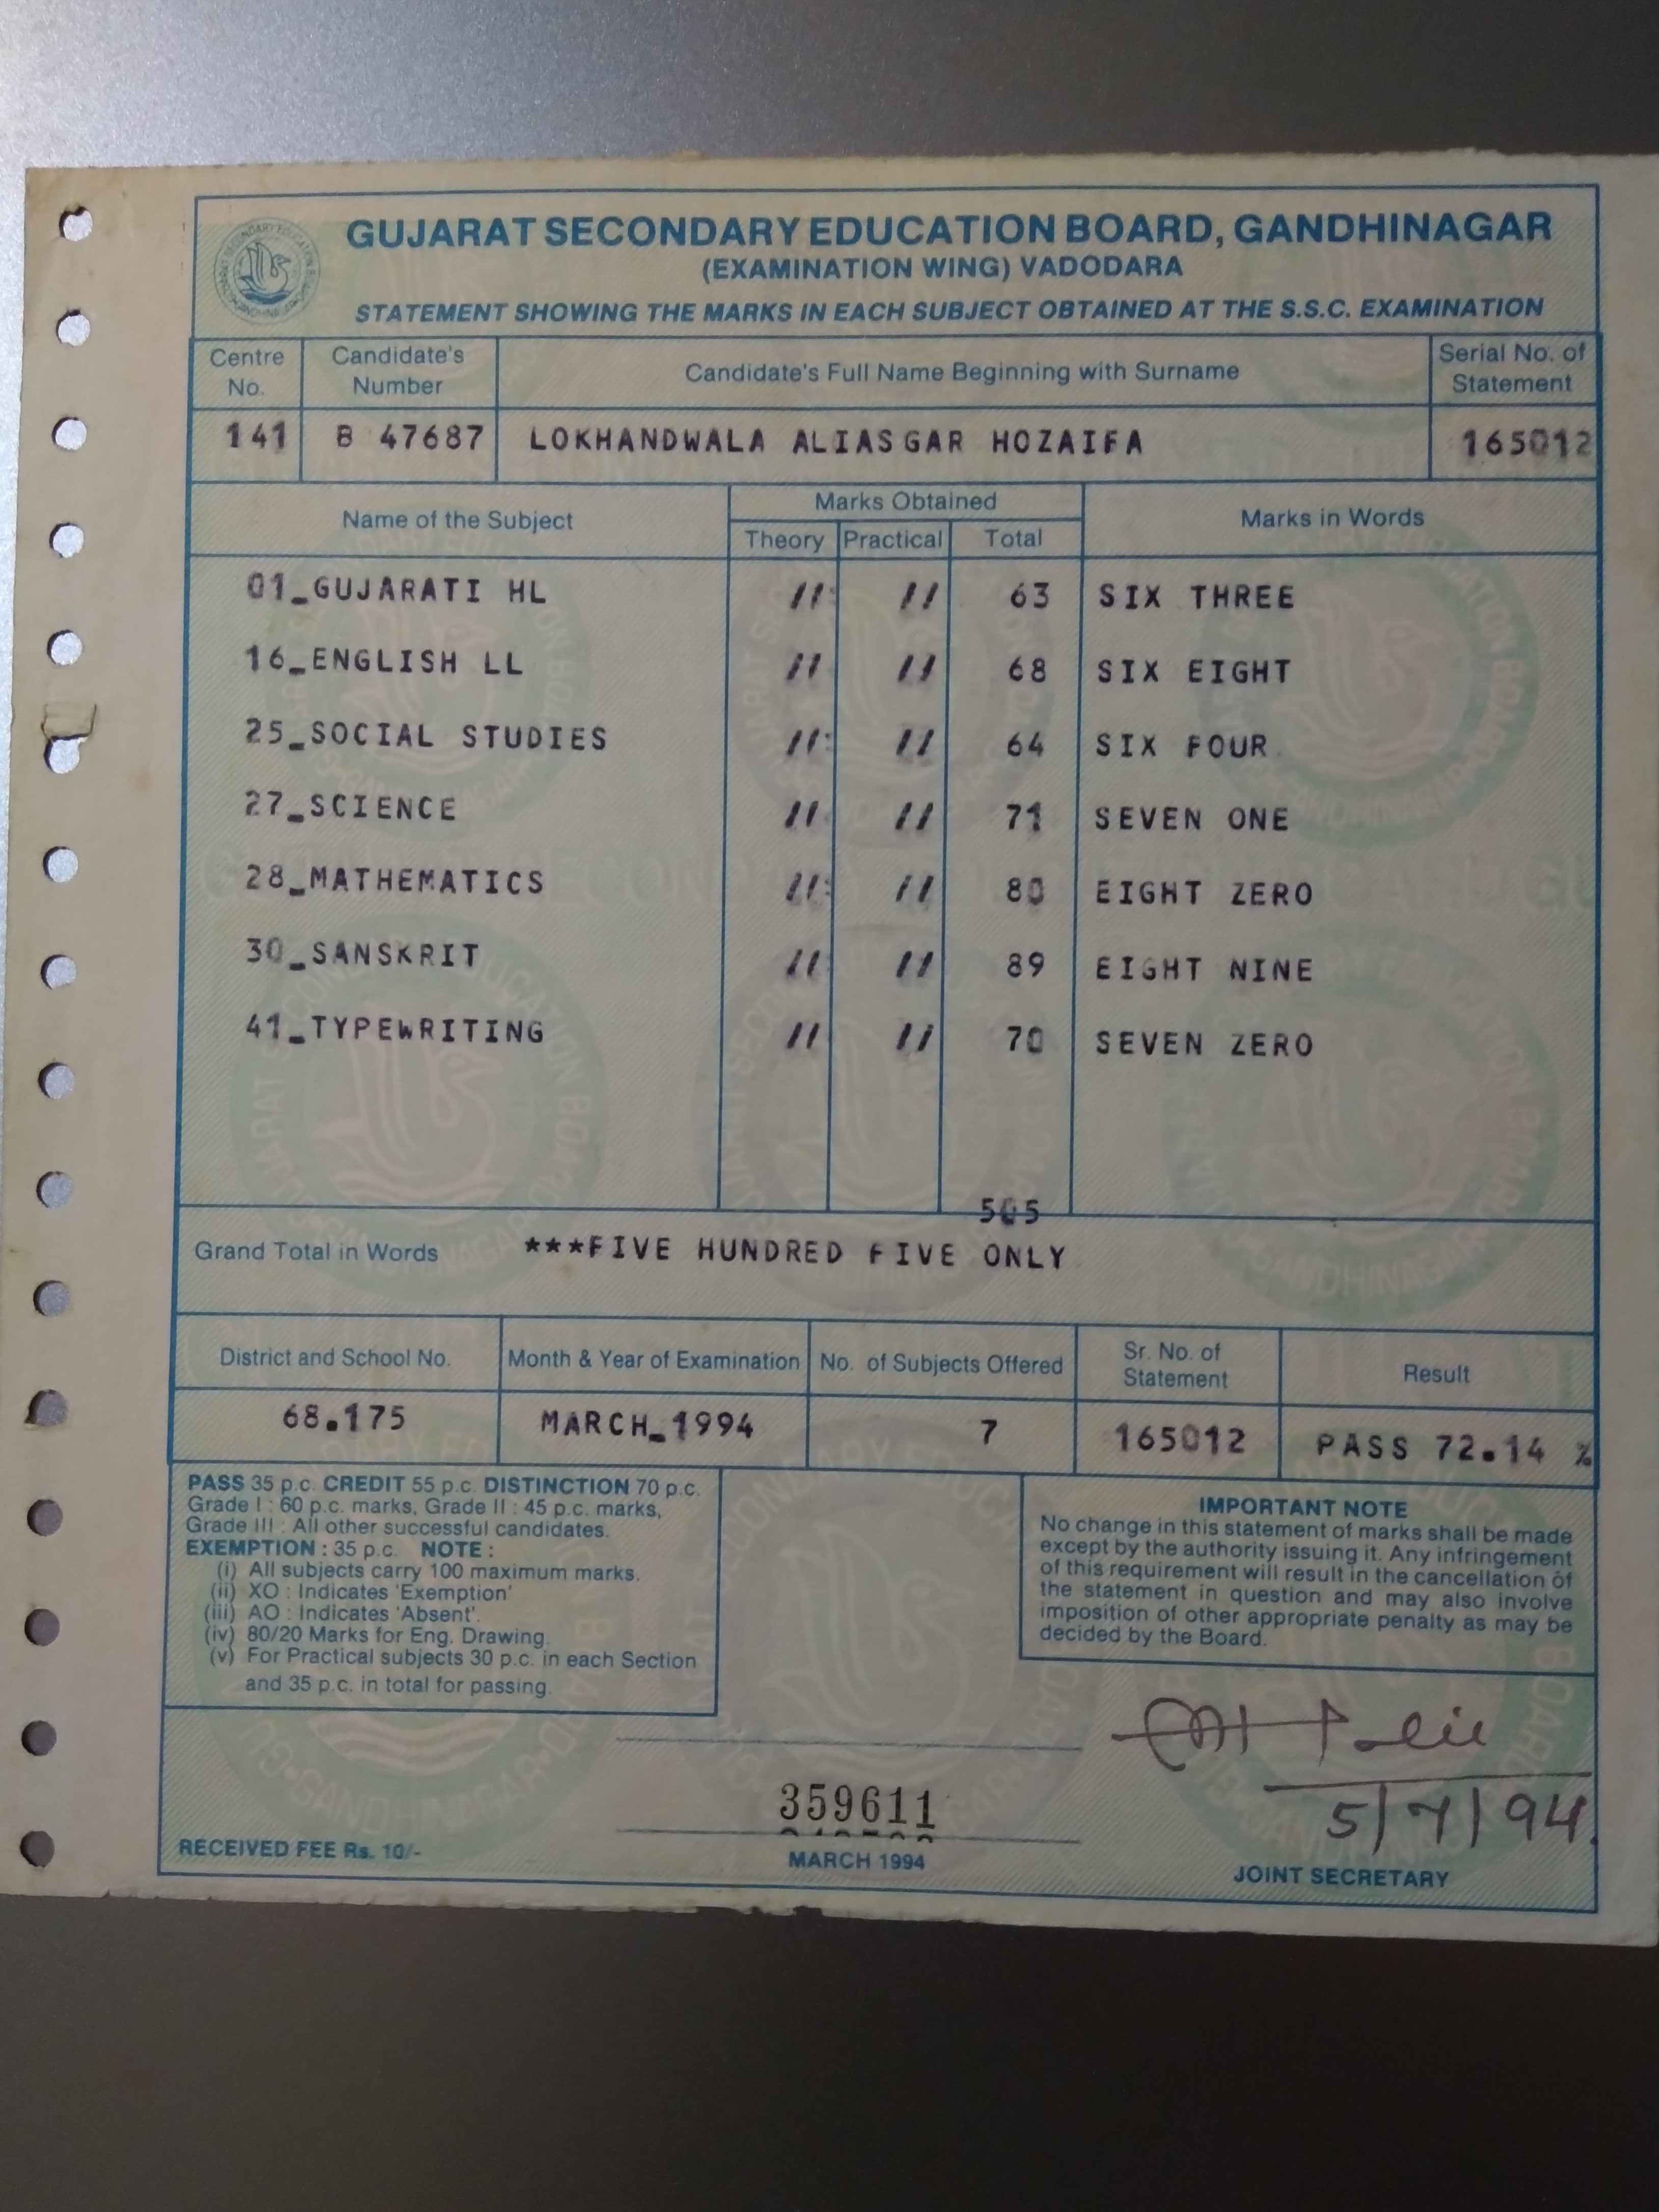 GUJARAT SECONDARY EDUCATION BOARD, GANDHINAGAR
(EXAMINATION WING) VADODARA
STATEMENT SHOWING THE MARKS IN EACH SUBJECT OBTAINED AT THE S.S.C. EXAMINATION
Centre No. Candidate's Number Candidate's Full Name Beginning with Surname Serial No. of Statement
141 B 47687 LOKHANDWALA ALIASGAR HOZAIFA 165012
Name of the Subject Marks Obtained Marks in Words
Theory Practical Total
01_GUJARATI HL // // 63 SIX THREE
16_ENGLISH LL // // 68 SIX EIGHT
25_SOCIAL STUDIES // // 64 SIX FOUR
27_SCIENCE // // 71 SEVEN ONE
28_MATHEMATICS // // 80 EIGHT ZERO
30_SANSKRIT // // 89 EIGHT NINE
41_TYPEWRITING // // 70 SEVEN ZERO
505
Grand Total in Words ***FIVE HUNDRED FIVE ONLY
District and School No. Month & Year of Examination No. of Subjects Offered Sr. No. of Statement Result
68.175 MARCH_1994 7 165012 PASS 72.14 %
PASS 35 p.c. CREDIT 55 p.c. DISTINCTION 70 p.c.
Grade I : 60 p.c. marks, Grade II : 45 p.c. marks,
Grade III : All other successful candidates.
EXEMPTION : 35 p.c. NOTE :
(i) All subjects carry 100 maximum marks.
(ii) XO : Indicates 'Exemption'
(iii) AO : Indicates 'Absent'.
(iv) 80/20 Marks for Eng. Drawing.
(v) For Practical subjects 30 p.c. in each Section
and 35 p.c. in total for passing.
IMPORTANT NOTE
No change in this statement of marks shall be made
except by the authority issuing it. Any infringement
of this requirement will result in the cancellation of
the statement in question and may also involve
imposition of other appropriate penalty as may be
decided by the Board.
359611
5/7/94.
RECEIVED FEE Rs. 10/-
MARCH 1994
JOINT SECRETARY